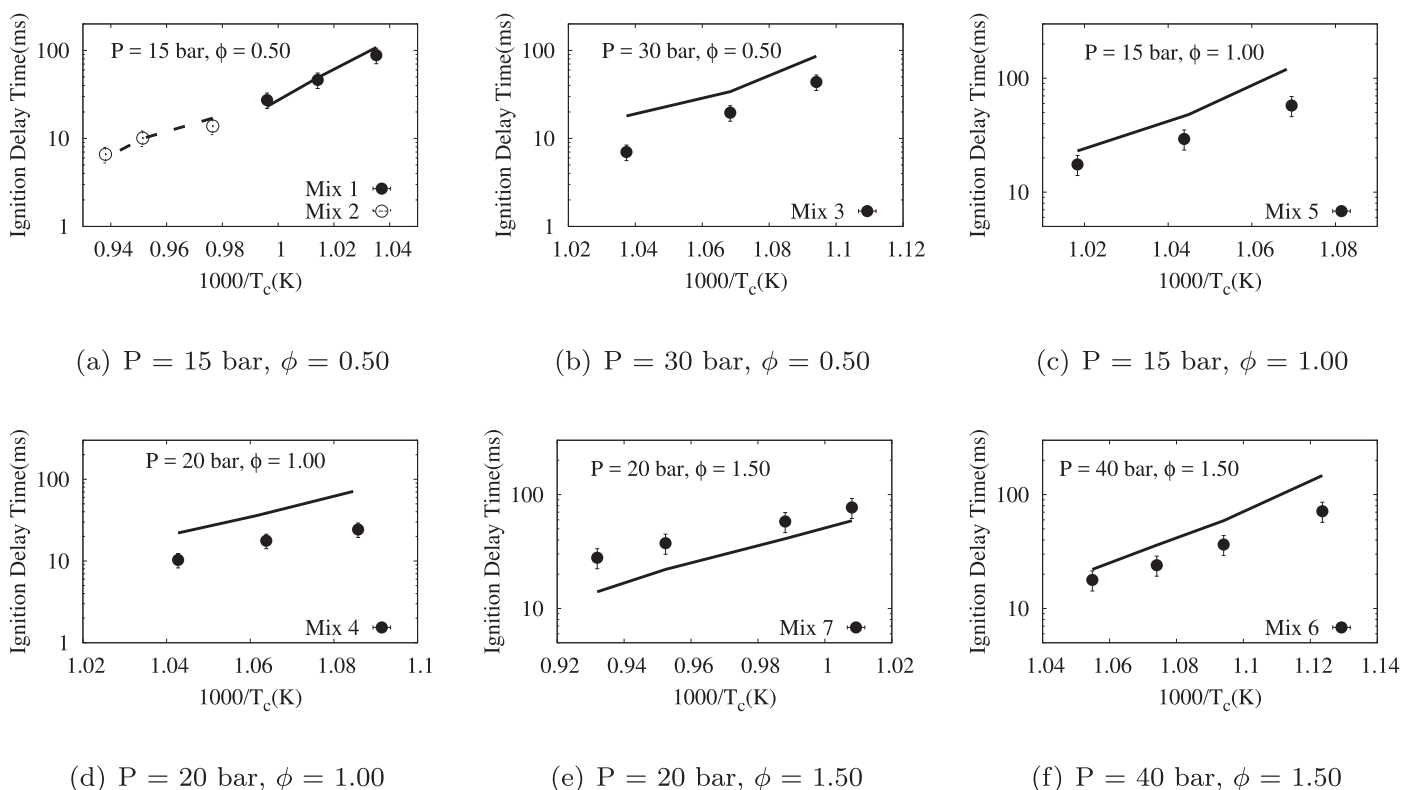 Ignition Delay Time(ms)
100
10
1
P = 15 bar, ϕ = 0.50
Mix 1
Mix 2
0.94 0.96 0.98 1 1.02 1.04
1000/Tc(K)
(a) P = 15 bar, ϕ = 0.50
Ignition Delay Time(ms)
100
10
1
P = 30 bar, ϕ = 0.50
Mix 3
1.02 1.04 1.06 1.08 1.1 1.12
1000/Tc(K)
(b) P = 30 bar, ϕ = 0.50
Ignition Delay Time(ms)
100
10
P = 15 bar, ϕ = 1.00
Mix 5
1.02 1.04 1.06 1.08
1000/Tc(K)
(c) P = 15 bar, ϕ = 1.00
Ignition Delay Time(ms)
100
10
1
P = 20 bar, ϕ = 1.00
Mix 4
1.02 1.04 1.06 1.08 1.1
1000/Tc(K)
(d) P = 20 bar, ϕ = 1.00
Ignition Delay Time(ms)
100
10
P = 20 bar, ϕ = 1.50
Mix 7
0.92 0.94 0.96 0.98 1 1.02
1000/Tc(K)
(e) P = 20 bar, ϕ = 1.50
Ignition Delay Time(ms)
100
10
P = 40 bar, ϕ = 1.50
Mix 6
1.04 1.06 1.08 1.1 1.12 1.14
1000/Tc(K)
(f) P = 40 bar, ϕ = 1.50